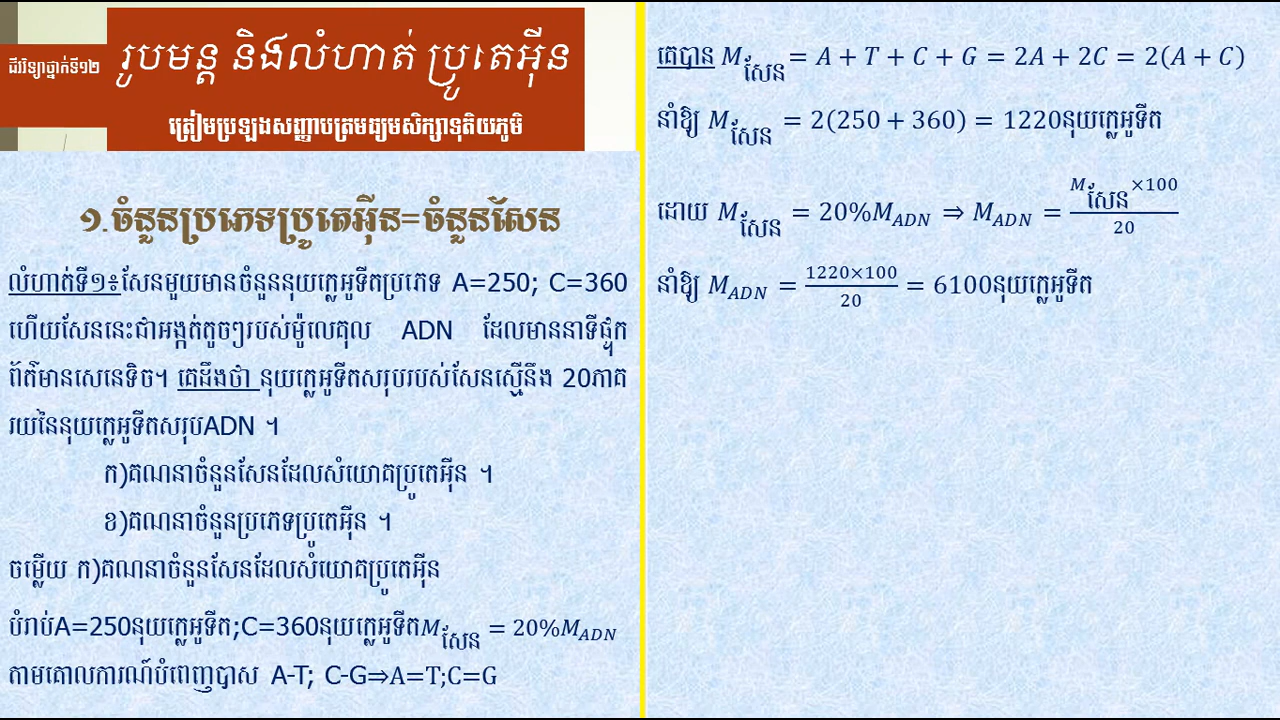 ជីវវិទ្យាថ្នាក់ទី១២
រូបមន្ត និងលំហាត់ ប្រូតេអ៊ីន
ត្រៀមប្រឡងសញ្ញាបត្រមធ្យមសិក្សាទុតិយភូមិ
១.ចំនួនប្រភេទប្រូតេអ៊ីន=ចំនួនសែន
លំហាត់ទី១៖សែនមួយមានចំនួននុយក្លេអូទីតប្រភេទ A=250; C=360
ហើយសែននេះជាអង្កត់តូចៗរបស់ម៉ូលេគុល ADN ដែលមាននាទីផ្ទុក
ព័ត៌មានសេនេទិច។ គេដឹងថា នុយក្លេអូទីតសរុបរបស់សែនស្មើនឹង 20ភាគ
រយនៃនុយក្លេអូទីតសរុបADN ។
ក)គណនាចំនួនសែនដែលសំយោគប្រូតេអ៊ីន ។
ខ)គណនាចំនួនប្រភេទប្រូតេអ៊ីន ។
ចម្លើយ ក)គណនាចំនួនសែនដែលសំយោគប្រូតេអ៊ីន
បំរាប់A=250នុយក្លេអូទីត;C=360នុយក្លេអូទីតM សែន = 20%M ADN
តាមគោលការណ៍បំពេញបាស A-T; C-G⇒A=T;C=G
គេបាន M សែន = A + T + C + G = 2A + 2C = 2(A + C)
នាំឱ្យ M សែន = 2(250 + 360) = 1220នុយក្លេអូទីត
ដោយ M សែន = 20%M ADN ⇒ M ADN = M សែន ×100 / 20
នាំឱ្យ M ADN = 1220×100 / 20 = 6100នុយក្លេអូទីត